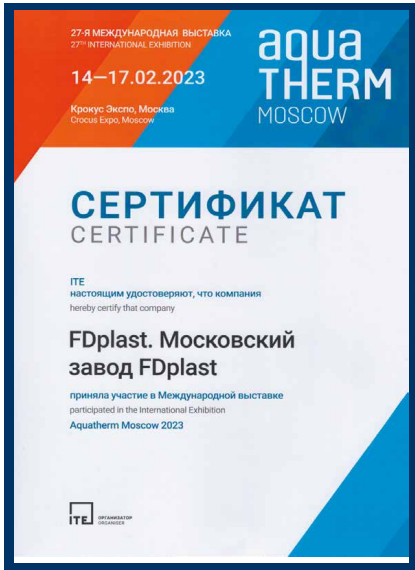 27-Я МЕЖДУНАРОДНАЯ ВЫСТАВКА
27TH INTERNATIONAL EXHIBITION
14—17.02.2023
Крокус Экспо, Москва
Crocus Expo, Moscow
aqua
THERM
MOSCOW
СЕРТИФИКАТ
CERTIFICATE
ITE
настоящим удостоверяют, что компания
hereby certify that company
FDplast. Московский
завод FDplast
приняла участие в Международной выставке
participated in the International Exhibition
Aquatherm Moscow 2023
ITE
ОРГАНИЗАТОР
ORGANISER